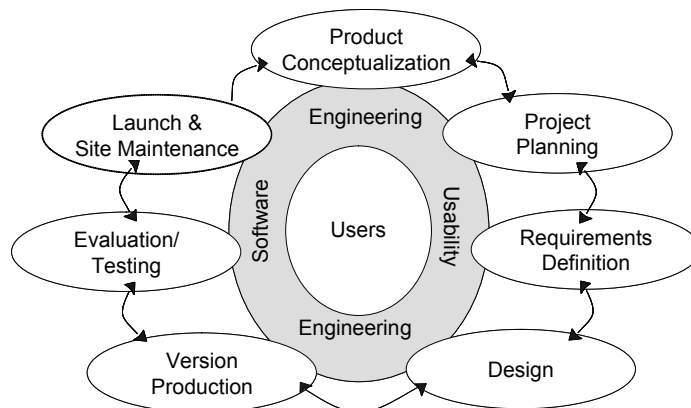 Product
Conceptualization
Engineering
Launch &
Site Maintenance
Project
Planning
Software
Usability
Users
Evaluation/
Testing
Requirements
Definition
Engineering
Version
Production
Design